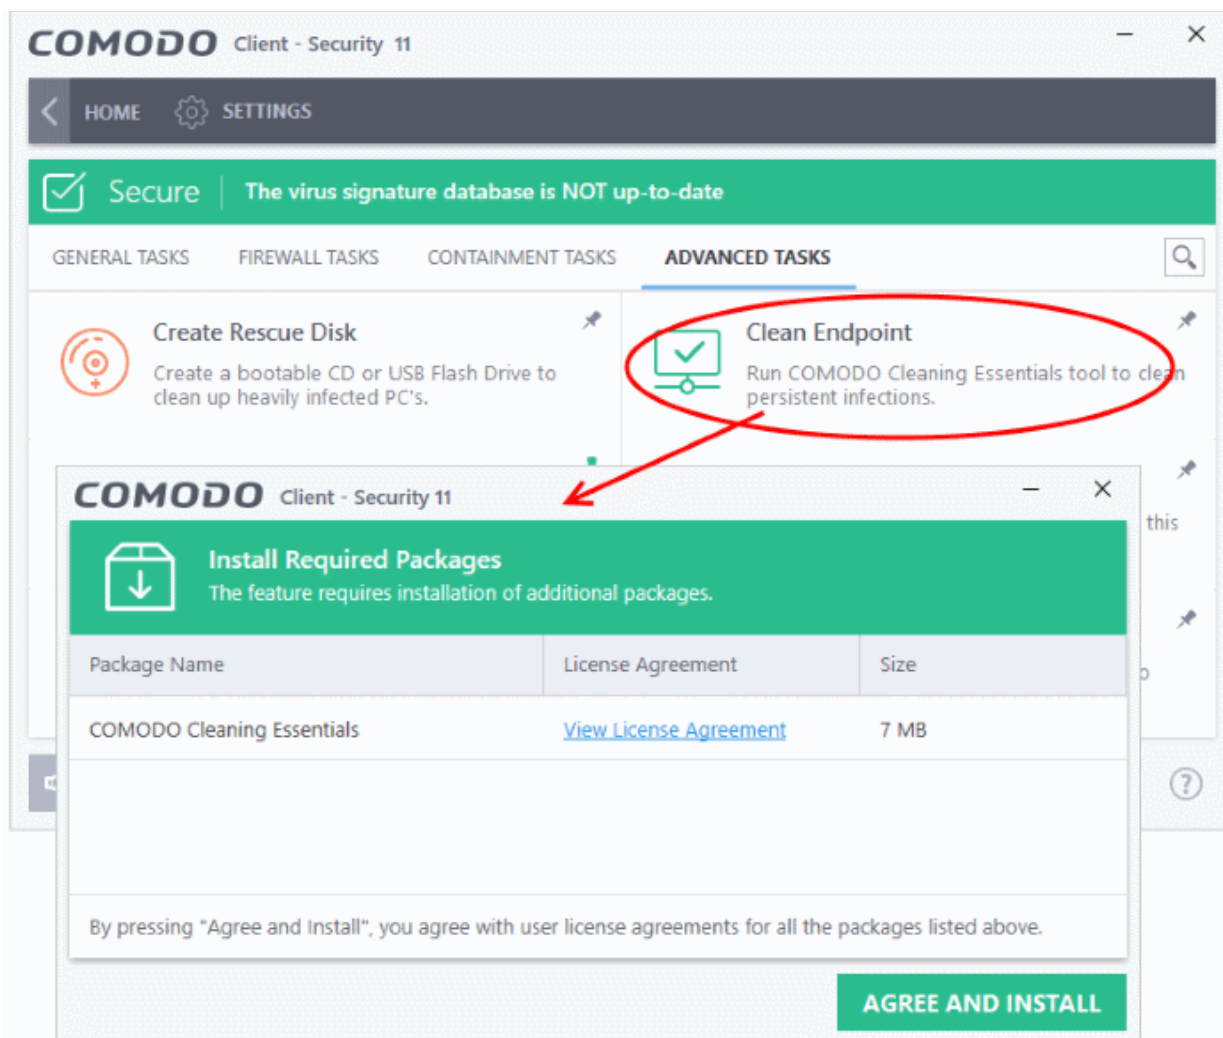 COMODO Client - Security 11
HOME SETTINGS
Secure The virus signature database is NOT up-to-date
GENERAL TASKS FIREWALL TASKS CONTAINMENT TASKS ADVANCED TASKS
Create Rescue Disk
Create a bootable CD or USB Flash Drive to
clean up heavily infected PC's.
Clean Endpoint
Run COMODO Cleaning Essentials tool to clean
persistent infections.
this
COMODO Client - Security 11
Install Required Packages
The feature requires installation of additional packages.
Package Name License Agreement Size
COMODO Cleaning Essentials View License Agreement 7 MB
By pressing "Agree and Install", you agree with user license agreements for all the packages listed above.
AGREE AND INSTALL